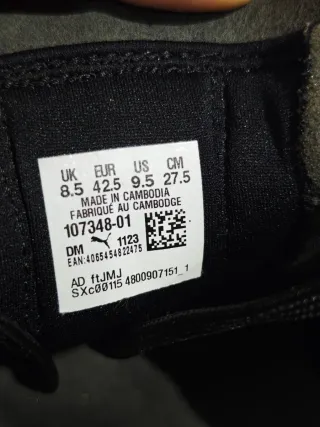 UK EUR US CM
8.5 42.5 9.5 27.5
MADE IN CAMBODIA
FABRIQUÉ AU CAMBODGE
107348-01
DM 1123
EAN:4065454822475
AD ftJMJ
SXc00115 4800907151_1